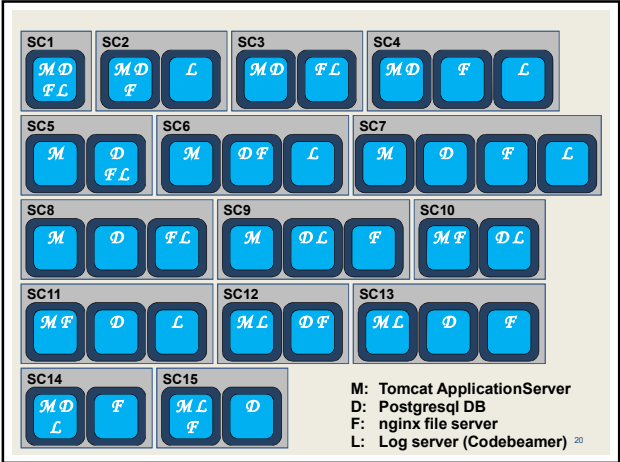 SC1 SC2 SC3 SC4
M D M D L M D F L M D F L
F L F
SC5 SC6 SC7
M D M D F L M D F L
F L
SC8 SC9 SC10
M D F L M D L F M F D L
SC11 SC12 SC13
M F D L M L D F M L D F
SC14 SC15
M D F M L D
L F
M: Tomcat ApplicationServer
D: Postgresql DB
F: nginx file server
L: Log server (Codebeamer) 20